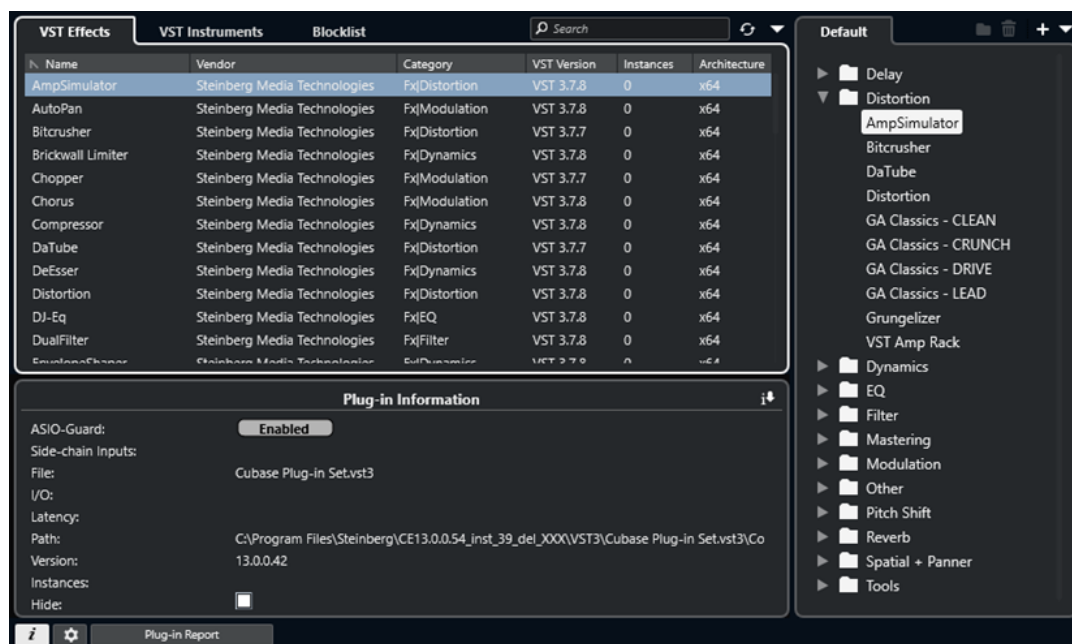 VST Effects VST Instruments Blocklist Search
Name Vendor Category VST Version Instances Architecture
AmpSimulator Steinberg Media Technologies Fx|Distortion VST 3.7.8 0 x64
AutoPan Steinberg Media Technologies Fx|Modulation VST 3.7.8 0 x64
Bitcrusher Steinberg Media Technologies Fx|Distortion VST 3.7.7 0 x64
Brickwall Limiter Steinberg Media Technologies Fx|Dynamics VST 3.7.8 0 x64
Chopper Steinberg Media Technologies Fx|Modulation VST 3.7.7 0 x64
Chorus Steinberg Media Technologies Fx|Modulation VST 3.7.8 0 x64
Compressor Steinberg Media Technologies Fx|Dynamics VST 3.7.8 0 x64
DaTube Steinberg Media Technologies Fx|Distortion VST 3.7.7 0 x64
DeEsser Steinberg Media Technologies Fx|Dynamics VST 3.7.8 0 x64
Distortion Steinberg Media Technologies Fx|Distortion VST 3.7.8 0 x64
DJ-Eq Steinberg Media Technologies Fx|EQ VST 3.7.8 0 x64
DualFilter Steinberg Media Technologies Fx|Filter VST 3.7.8 0 x64
EnvelopeShaper Steinberg Media Technologies Fx|Dynamics VST 3.7.8 0 x64
Plug-in Information
ASIO-Guard: Enabled
Side-chain Inputs:
File: Cubase Plug-in Set.vst3
I/O:
Latency:
Path: C:\Program Files\Steinberg\CE13.0.0.54_inst_39_del_XXX\VST3\Cubase Plug-in Set.vst3\Co
Version: 13.0.0.42
Instances:
Hide:
i Plug-in Report
Default
Delay
Distortion
AmpSimulator
Bitcrusher
DaTube
Distortion
GA Classics - CLEAN
GA Classics - CRUNCH
GA Classics - DRIVE
GA Classics - LEAD
Grungelizer
VST Amp Rack
Dynamics
EQ
Filter
Mastering
Modulation
Other
Pitch Shift
Reverb
Spatial + Panner
Tools